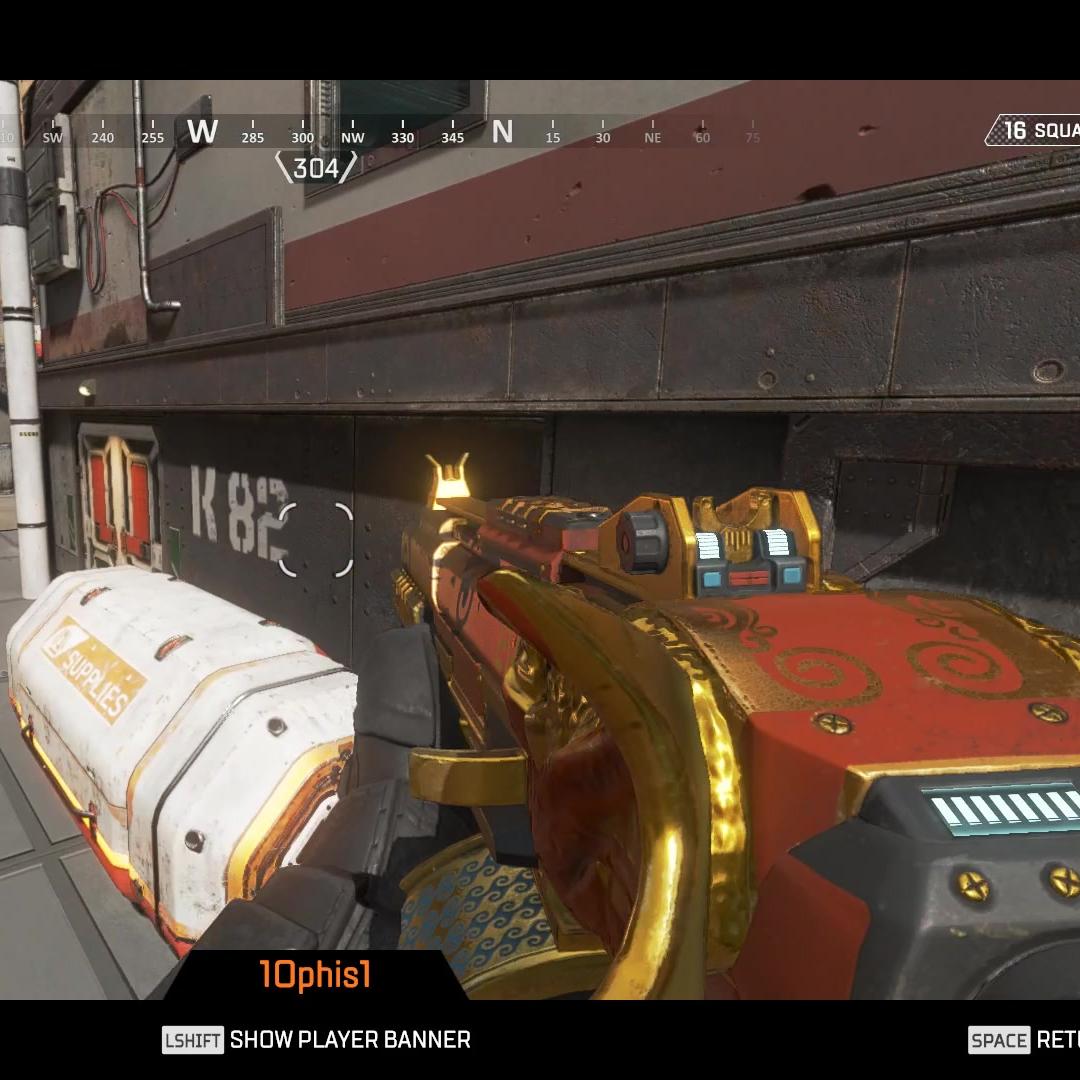 10 SW 240 255 W 285 300 NW 330 345 N 15 30 NE 60 75
304
16 SQUA
K 82
SUPPLIES
1Ophis1
LSHIFT SHOW PLAYER BANNER
SPACE RETU